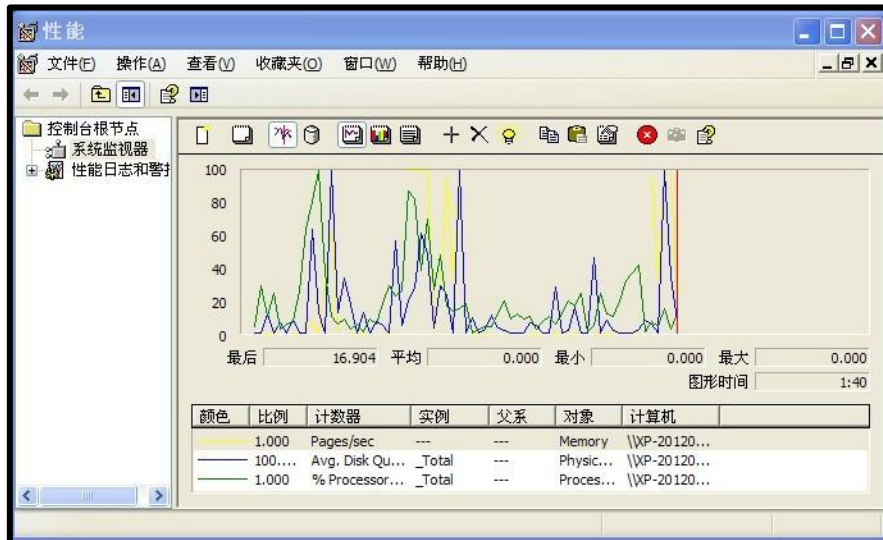 性能
文件(F) 操作(A) 查看(V) 收藏夹(O) 窗口(W) 帮助(H)
控制台根节点
系统监视器
性能日志和警报
100
80
60
40
20
0
最后 16.904 平均 0.000 最小 0.000 最大 0.000
图形时间 1:40
颜色 比例 计数器 实例 父系 对象 计算机
1.000 Pages/sec --- --- Memory \\XP-20120...
100.... Avg. Disk Qu... _Total --- Physic... \\XP-20120...
1.000 % Processor... _Total --- Proces... \\XP-20120...